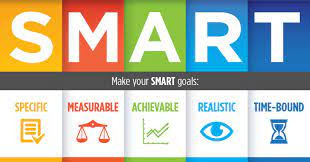 SMART
Make your SMART goals:
SPECIFIC MEASURABLE ACHIEVABLE REALISTIC TIME-BOUND